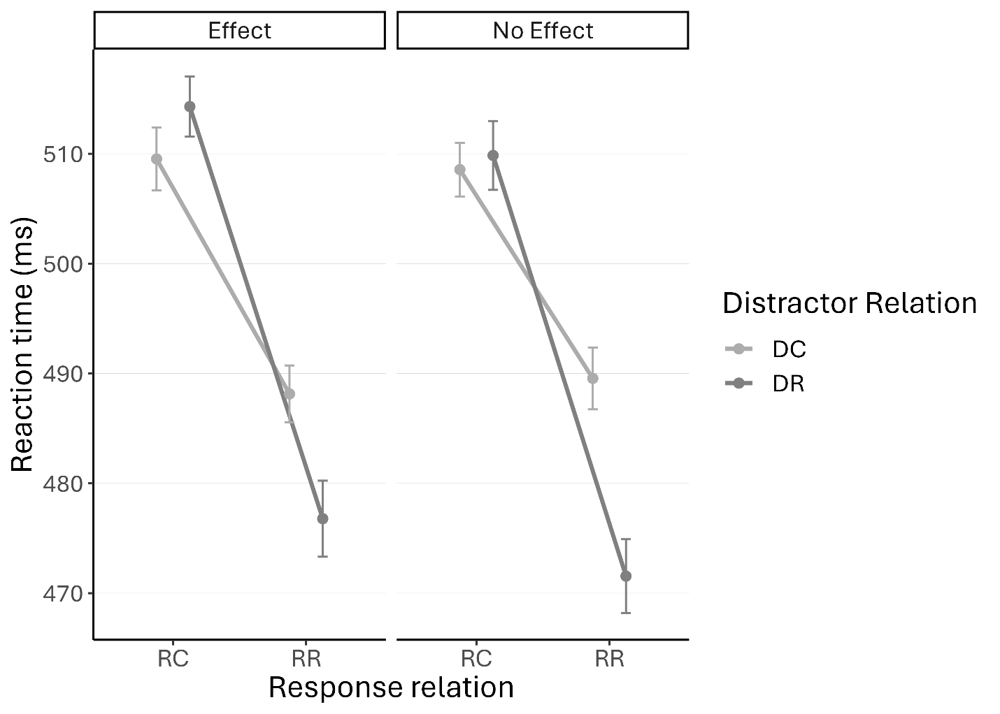 Effect
No Effect
Reaction time (ms)
510
500
490
480
470
RC
RR
RC
RR
Response relation
Distractor Relation
DC
DR